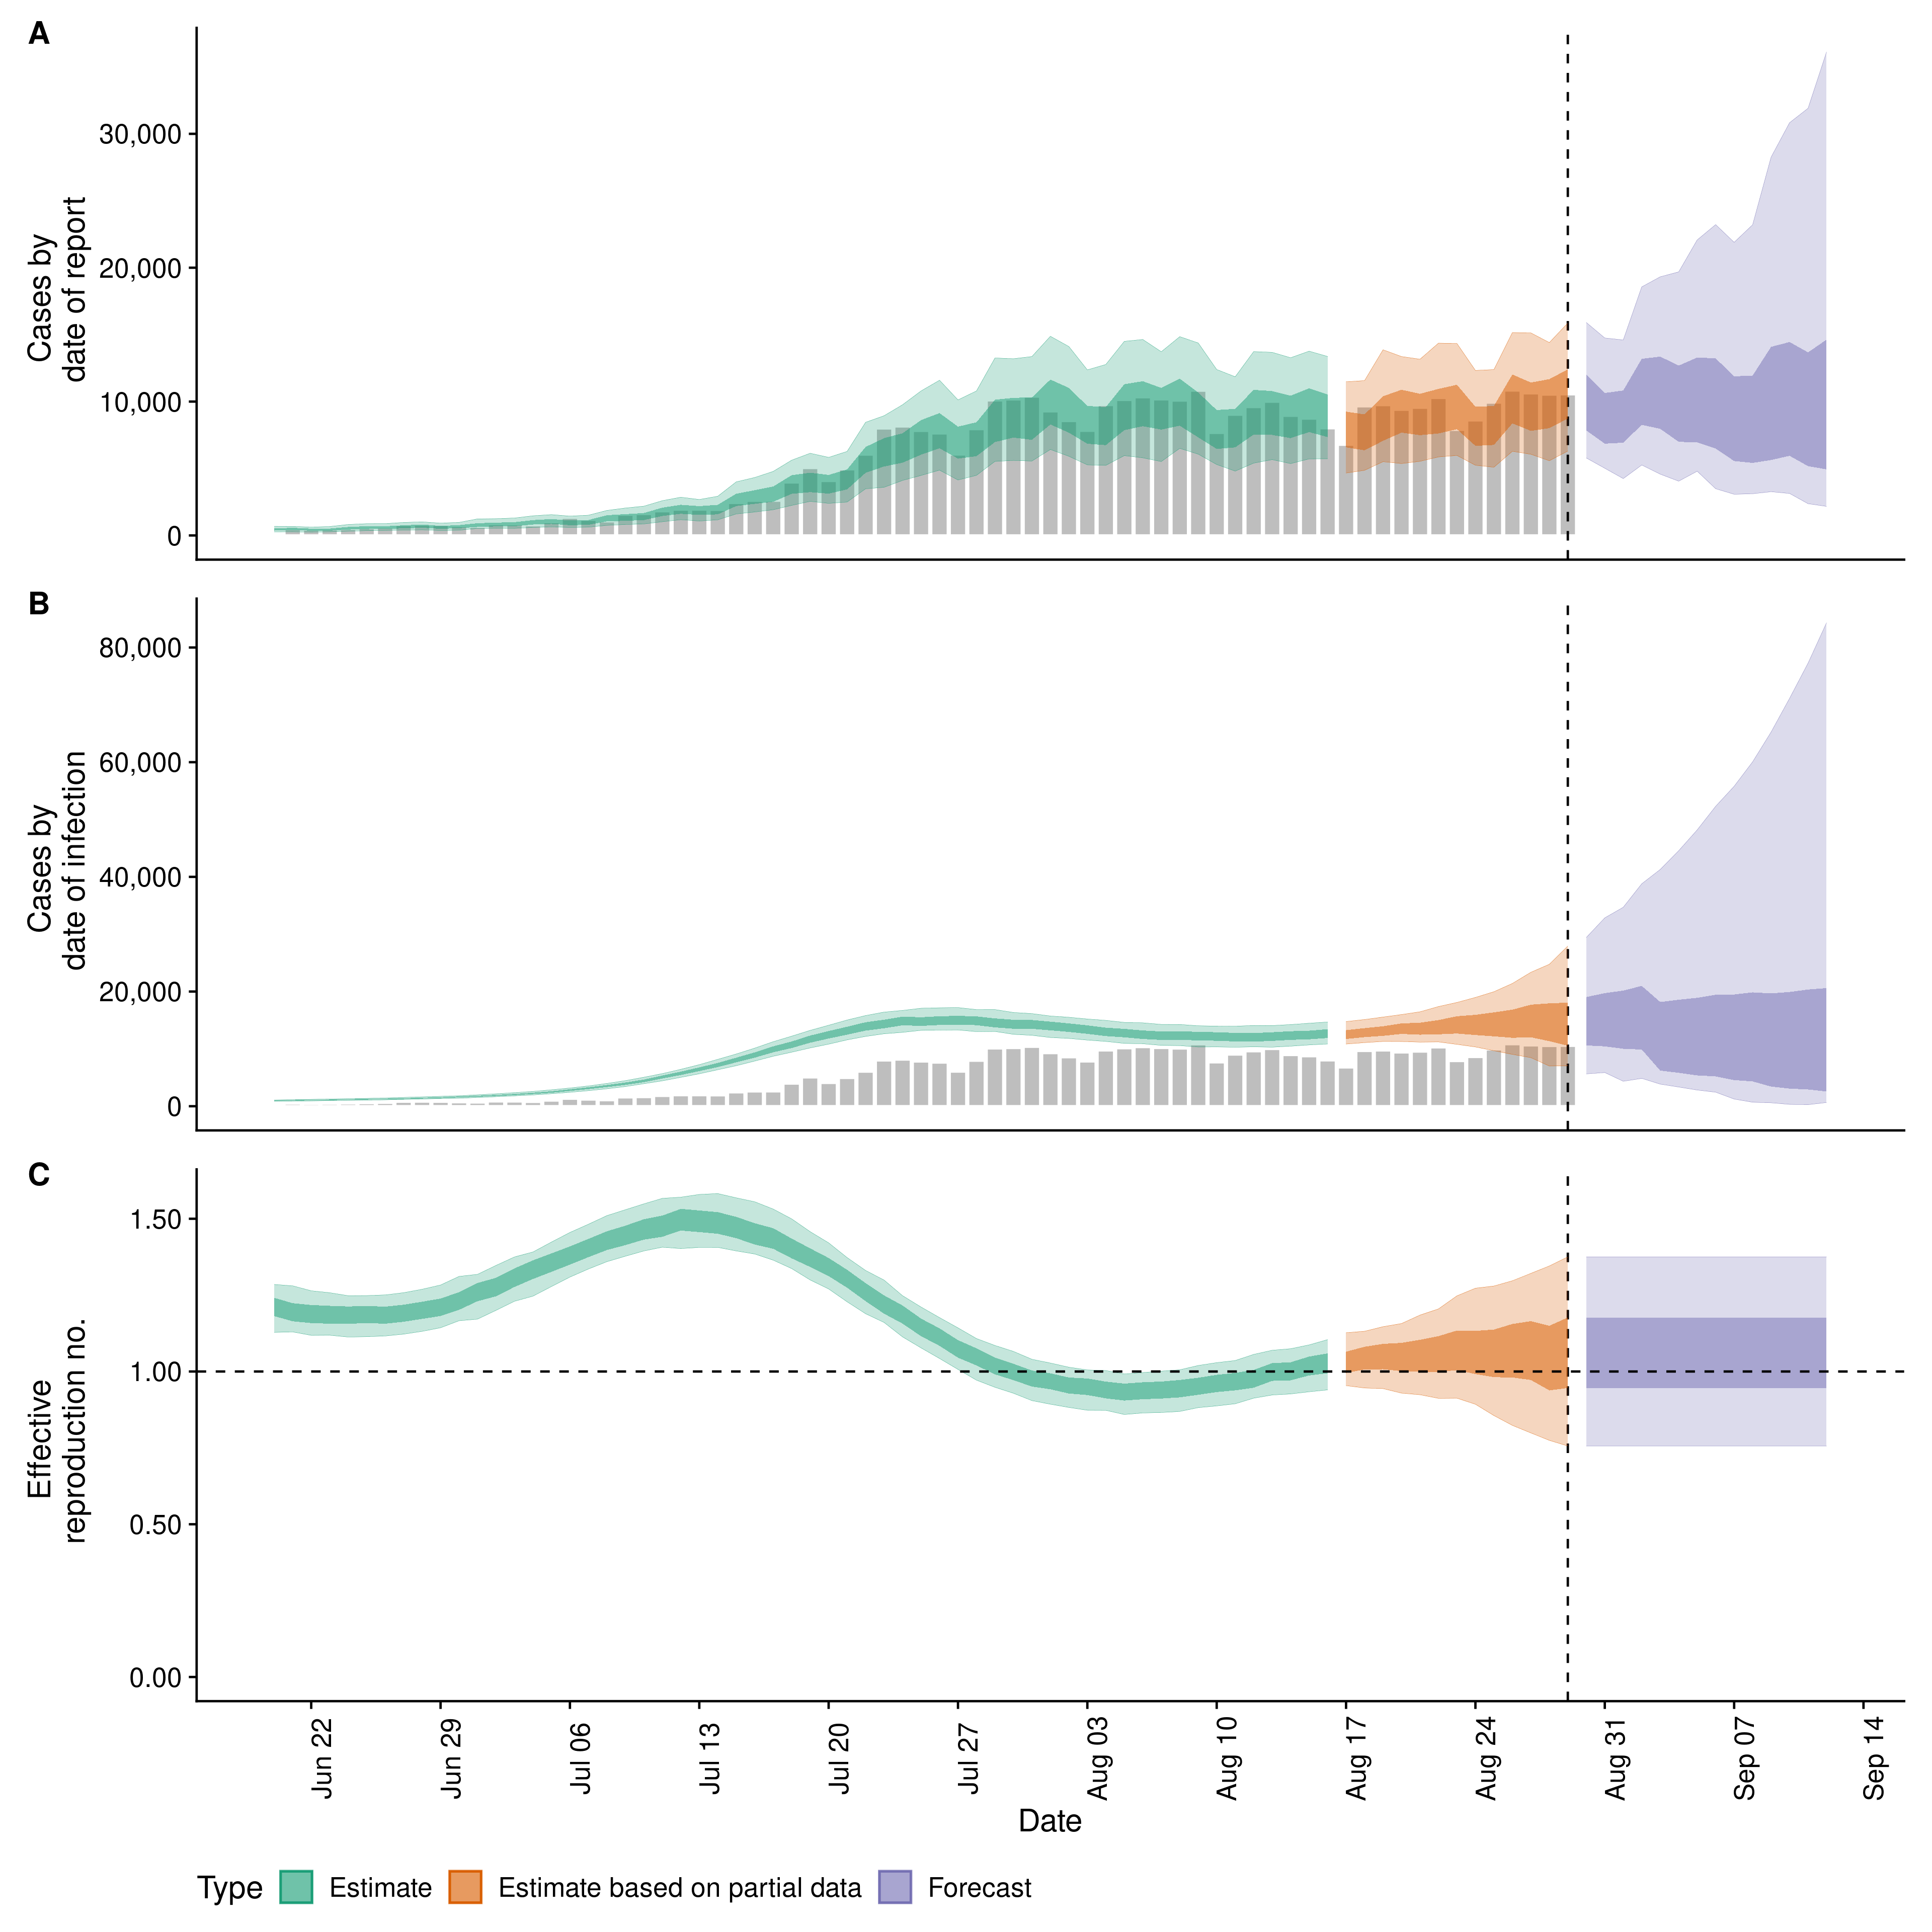 A
Cases by
date of report
30,000
20,000
10,000
0
B
Cases by
date of infection
80,000
60,000
40,000
20,000
0
C
Effective
reproduction no.
1.50
1.00
0.50
0.00
Jun 22
Jun 29
Jul 06
Jul 13
Jul 20
Jul 27
Aug 03
Aug 10
Aug 17
Aug 24
Aug 31
Sep 07
Sep 14
Date
Type Estimate Estimate based on partial data Forecast